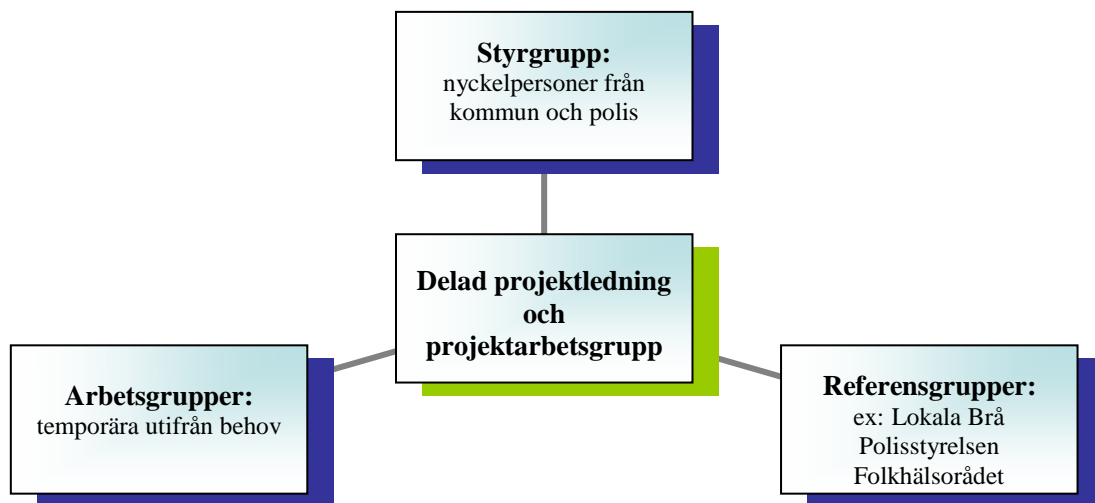 Styrgrupp:
nyckelpersoner från
kommun och polis
Delad projektledning
och
projektarbetsgrupp
Arbetsgrupper:
temporära utifrån behov
Referensgrupper:
ex: Lokala Brå
Polisstyrelsen
Folkhälsorådet